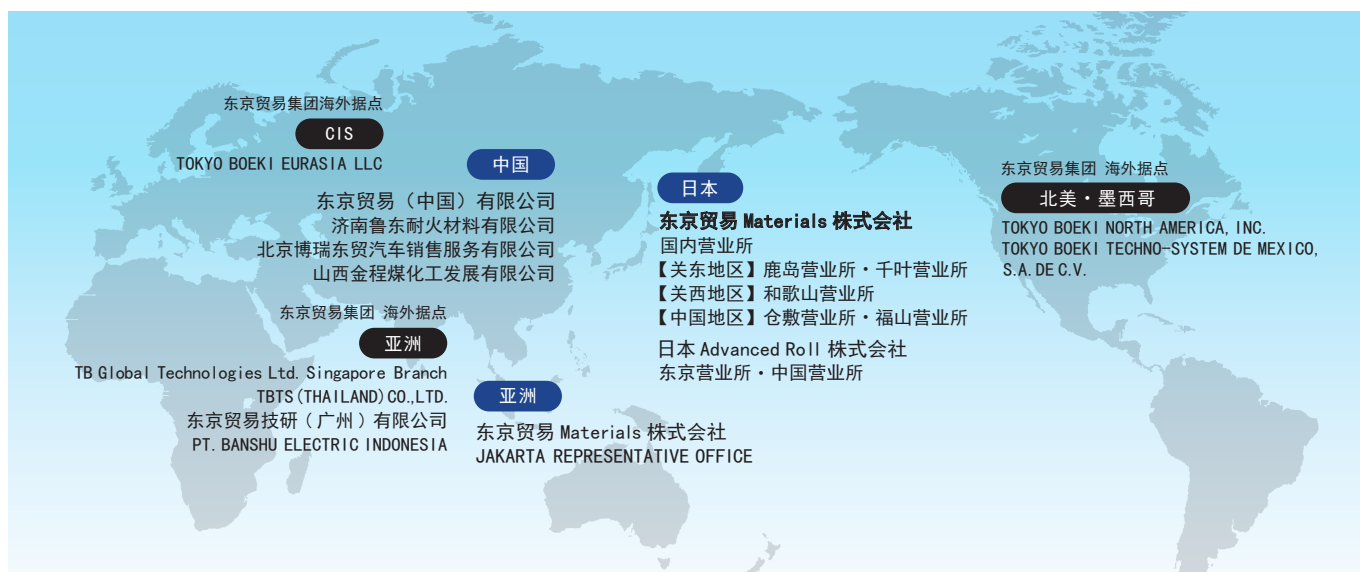 东京贸易集团海外据点
CIS
TOKYO BOEKI EURASIA LLC
中国
东京贸易（中国）有限公司
济南鲁东耐火材料有限公司
北京博瑞东贸汽车销售服务有限公司
山西金程煤化工发展有限公司
东京贸易集团 海外据点
亚洲
TB Global Technologies Ltd. Singapore Branch
TBTS(THAILAND)CO.,LTD.
东京贸易技研（广州）有限公司
PT. BANSHU ELECTRIC INDONESIA
亚洲
东京贸易 Materials 株式会社
JAKARTA REPRESENTATIVE OFFICE
日本
东京贸易 Materials 株式会社
国内营业所
【关东地区】鹿岛营业所・千叶营业所
【关西地区】和歌山营业所
【中国地区】仓敷营业所・福山营业所
日本 Advanced Roll 株式会社
东京营业所・中国营业所
东京贸易集团 海外据点
北美・墨西哥
TOKYO BOEKI NORTH AMERICA, INC.
TOKYO BOEKI TECHNO-SYSTEM DE MEXICO,
S.A.DE C.V.